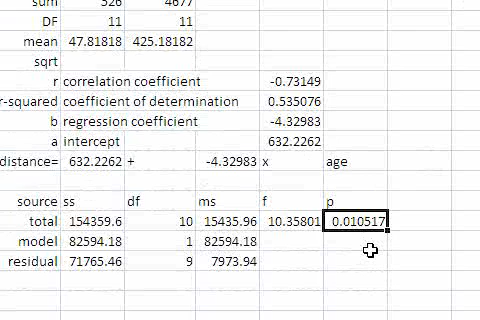 sum 326 4677
DF 11 11
mean 47.81818 425.18182
sqrt
r correlation coefficient -0.73149
r-squared coefficient of determination 0.535076
b regression coefficient -4.32983
a intercept 632.2262
distance= 632.2262 + -4.32983 x age
source ss df ms f p
total 154359.6 10 15435.96 10.35801 0.010517
model 82594.18 1 82594.18
residual 71765.46 9 7973.94